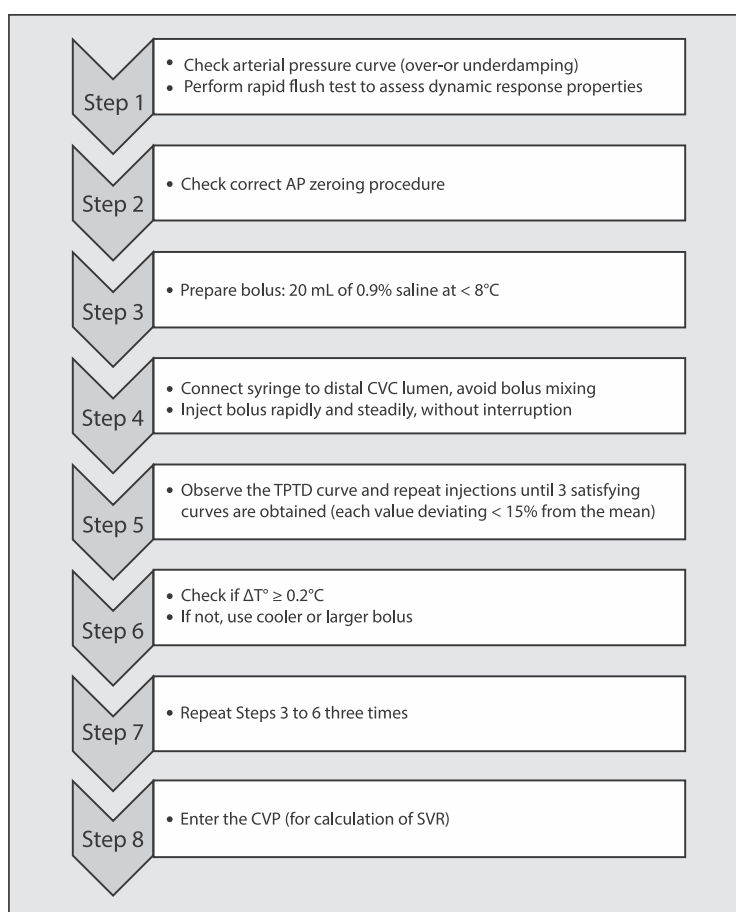 Step 1
• Check arterial pressure curve (over-or underdamping)
• Perform rapid flush test to assess dynamic response properties
Step 2
• Check correct AP zeroing procedure
Step 3
• Prepare bolus: 20 mL of 0.9% saline at < 8°C
Step 4
• Connect syringe to distal CVC lumen, avoid bolus mixing
• Inject bolus rapidly and steadily, without interruption
Step 5
• Observe the TPTD curve and repeat injections until 3 satisfying
curves are obtained (each value deviating < 15% from the mean)
Step 6
• Check if ΔT° ≥ 0.2°C
• If not, use cooler or larger bolus
Step 7
• Repeat Steps 3 to 6 three times
Step 8
• Enter the CVP (for calculation of SVR)